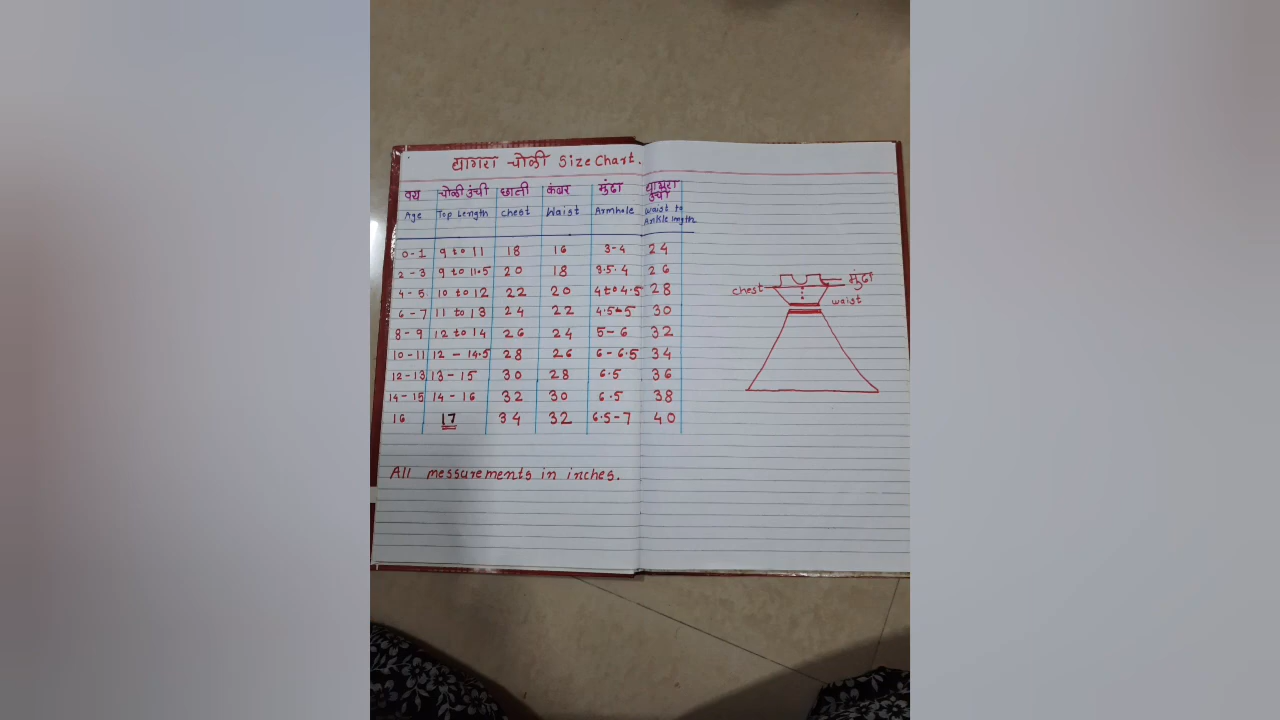 घागरा चोळी Size Chart.
वय चोळी उंची छाती कंबर मुंढा घागरा उंची
Age Top Length chest Waist Armhole waist to Ankle length
0-1 9 to 11 18 16 3-4 24
2-3 9 to 11.5 20 18 3.5.4 26
4-5 10 to 12 22 20 4 to 4.5 28
6-7 11 to 13 24 22 4.5-5 30
8-9 12 to 14 26 24 5-6 32
10-11 12 - 14.5 28 26 6-6.5 34
12-13 13-15 30 28 6.5 36
14-15 14-16 32 30 6.5 38
16 17 34 32 6.5-7 40
All messurements in inches.
chest मुंढा
waist